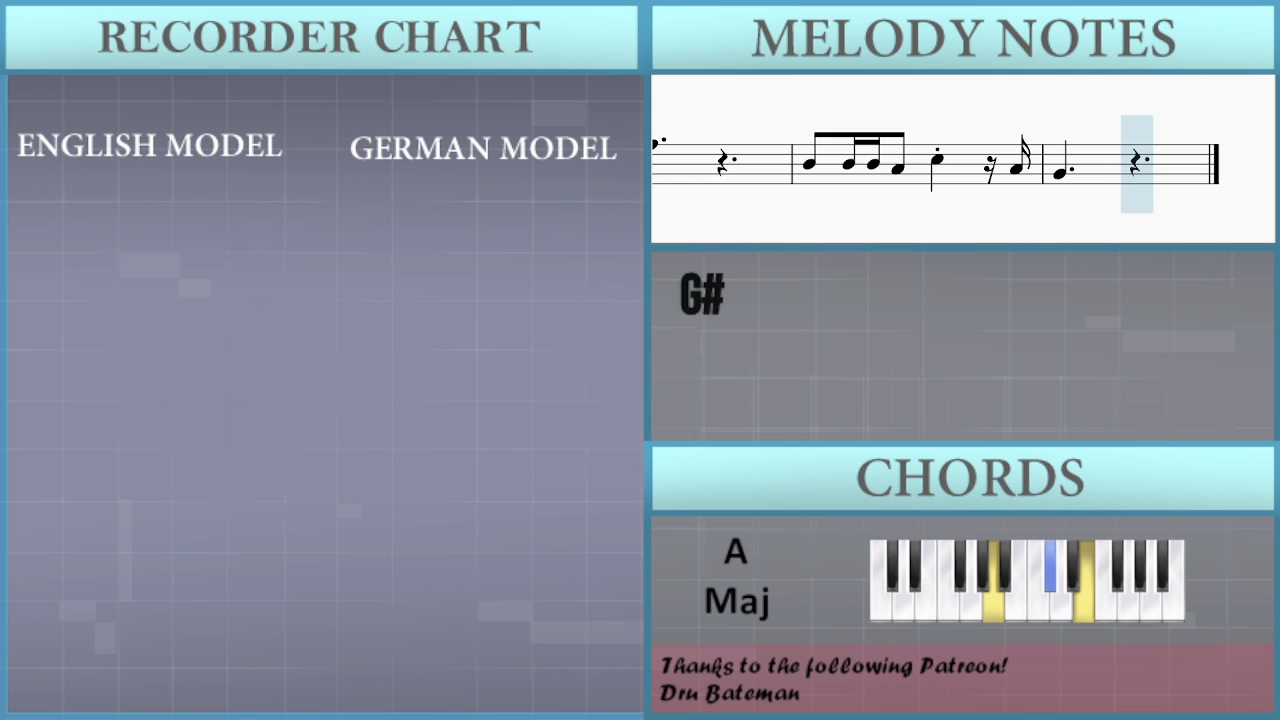 RECORDER CHART
ENGLISH MODEL
GERMAN MODEL
MELODY NOTES
G#
CHORDS
A
Maj
Thanks to the following Patreon!
Dru Bateman